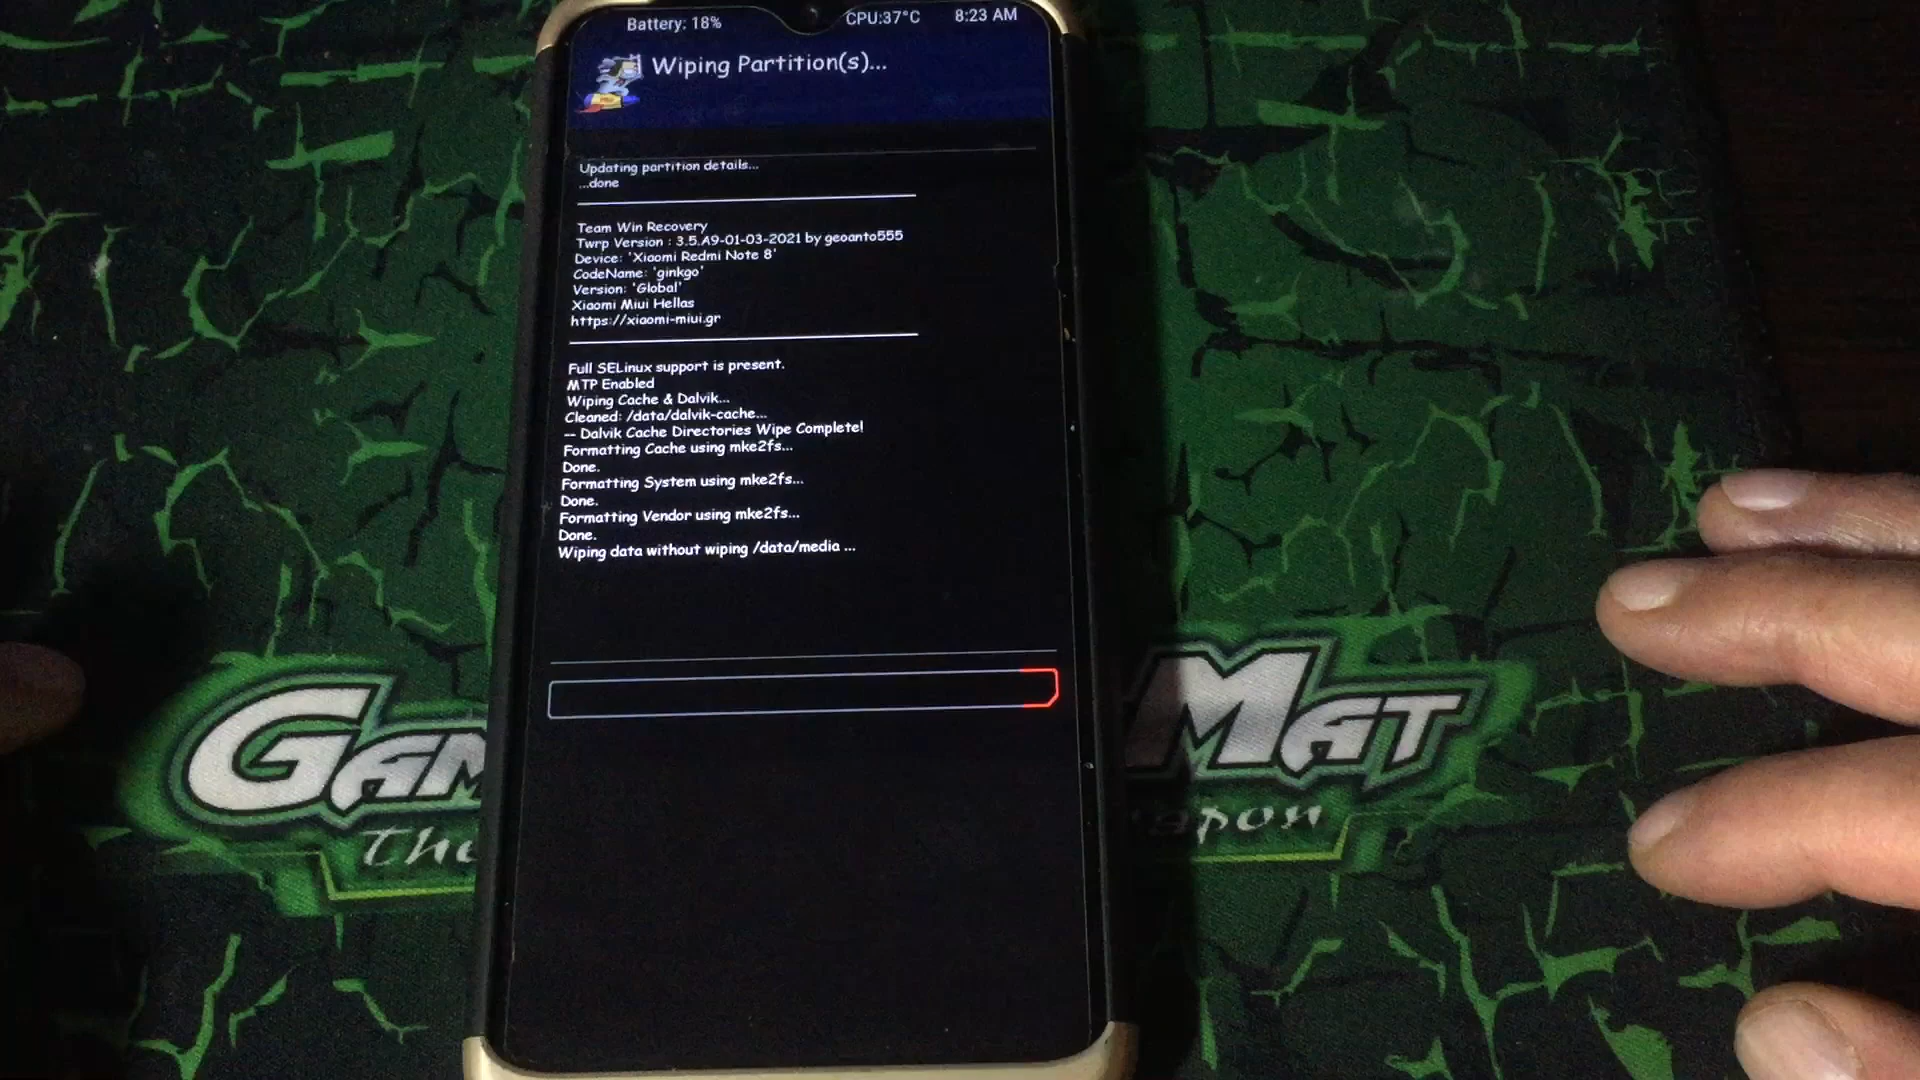 Battery: 18% CPU:37°C 8:23 AM
Wiping Partition(s)...
Updating partition details...
...done
Team Win Recovery
Twrp Version : 3.5.A9-01-03-2021 by geoanto555
Device: 'Xiaomi Redmi Note 8'
CodeName: 'ginkgo'
Version: 'Global'
Xiaomi Miui Hellas
https://xiaomi-miui.gr
Full SELinux support is present.
MTP Enabled
Wiping Cache & Dalvik...
Cleaned: /data/dalvik-cache...
-- Dalvik Cache Directories Wipe Complete!
Formatting Cache using mke2fs...
Done.
Formatting System using mke2fs...
Done.
Formatting Vendor using mke2fs...
Done.
Wiping data without wiping /data/media ...
Gam Mat
the apon